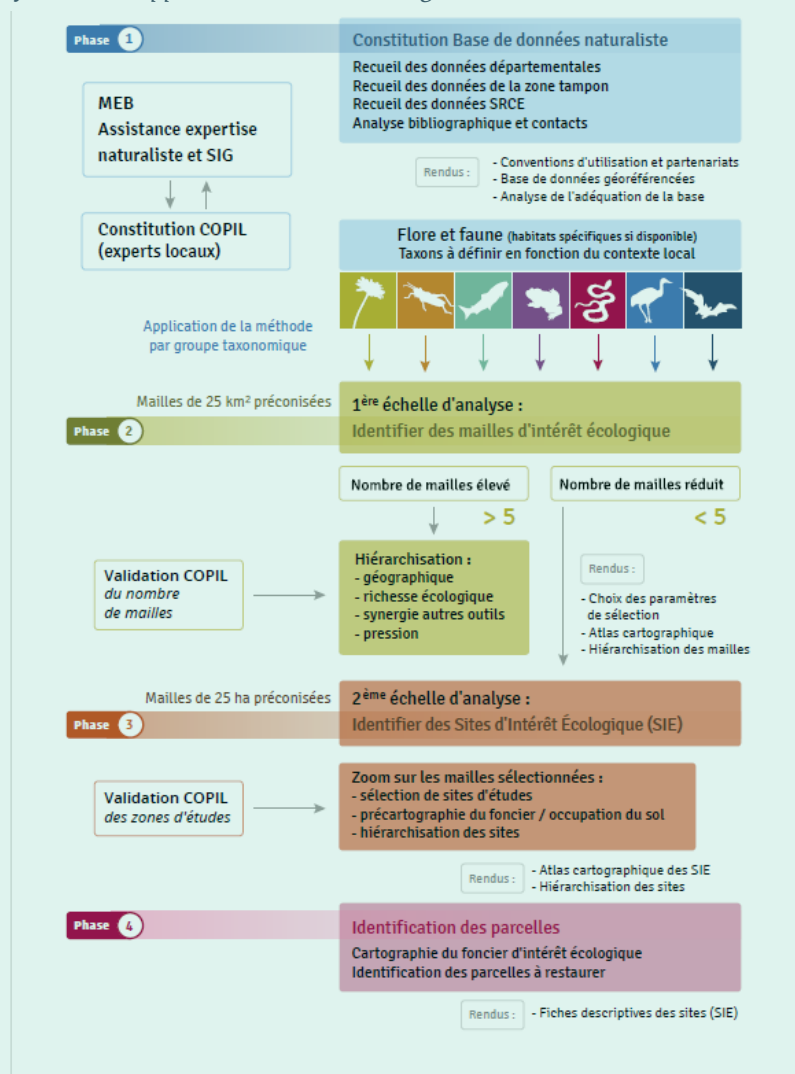 Phase 1
Constitution Base de données naturaliste
Recueil des données départementales
Recueil des données de la zone tampon
Recueil des données SRCE
Analyse bibliographique et contacts
MEB
Assistance expertise
naturaliste et SIG
Rendus :
- Conventions d'utilisation et partenariats
- Base de données géoréférencées
- Analyse de l'adéquation de la base
Constitution COPIL
(experts locaux)
Flore et faune (habitats spécifiques si disponible)
Taxons à définir en fonction du contexte local
Application de la méthode
par groupe taxonomique
Mailles de 25 km² préconisées
Phase 2
1ère échelle d'analyse :
Identifier des mailles d'intérêt écologique
Nombre de mailles élevé
> 5
Nombre de mailles réduit
< 5
Validation COPIL
du nombre
de mailles
Hiérarchisation :
- géographique
- richesse écologique
- synergie autres outils
- pression
Rendus :
- Choix des paramètres
de sélection
- Atlas cartographique
- Hiérarchisation des mailles
Mailles de 25 ha préconisées
Phase 3
2ème échelle d'analyse :
Identifier des Sites d'Intérêt Écologique (SIE)
Validation COPIL
des zones d'études
Zoom sur les mailles sélectionnées :
- sélection de sites d'études
- précartographie du foncier / occupation du sol
- hiérarchisation des sites
Rendus :
- Atlas cartographique des SIE
- Hiérarchisation des sites
Phase 4
Identification des parcelles
Cartographie du foncier d'intérêt écologique
Identification des parcelles à restaurer
Rendus :
- Fiches descriptives des sites (SIE)